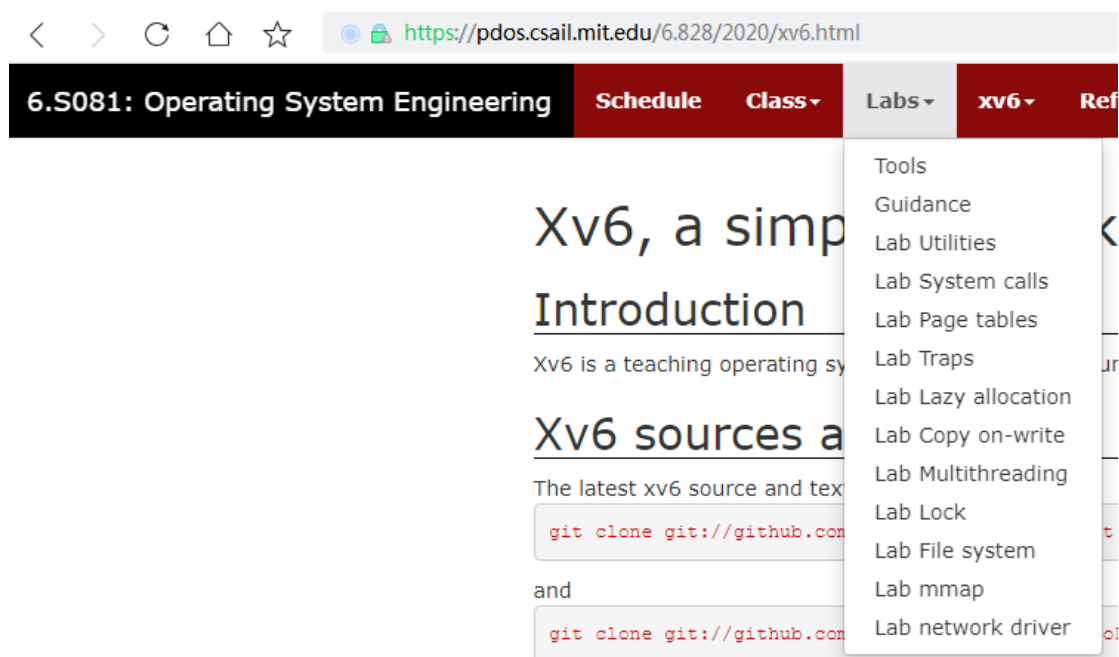 https://pdos.csail.mit.edu/6.828/2020/xv6.html
6.S081: Operating System Engineering Schedule Class Labs xv6 Ref
Tools
Guidance
Lab Utilities
Lab System calls
Lab Page tables
Lab Traps
Lab Lazy allocation
Lab Copy on-write
Lab Multithreading
Lab Lock
Lab File system
Lab mmap
Lab network driver
Xv6, a simp
Introduction
Xv6 is a teaching operating sy
Xv6 sources a
The latest xv6 source and tex
git clone git://github.com
and
git clone git://github.com